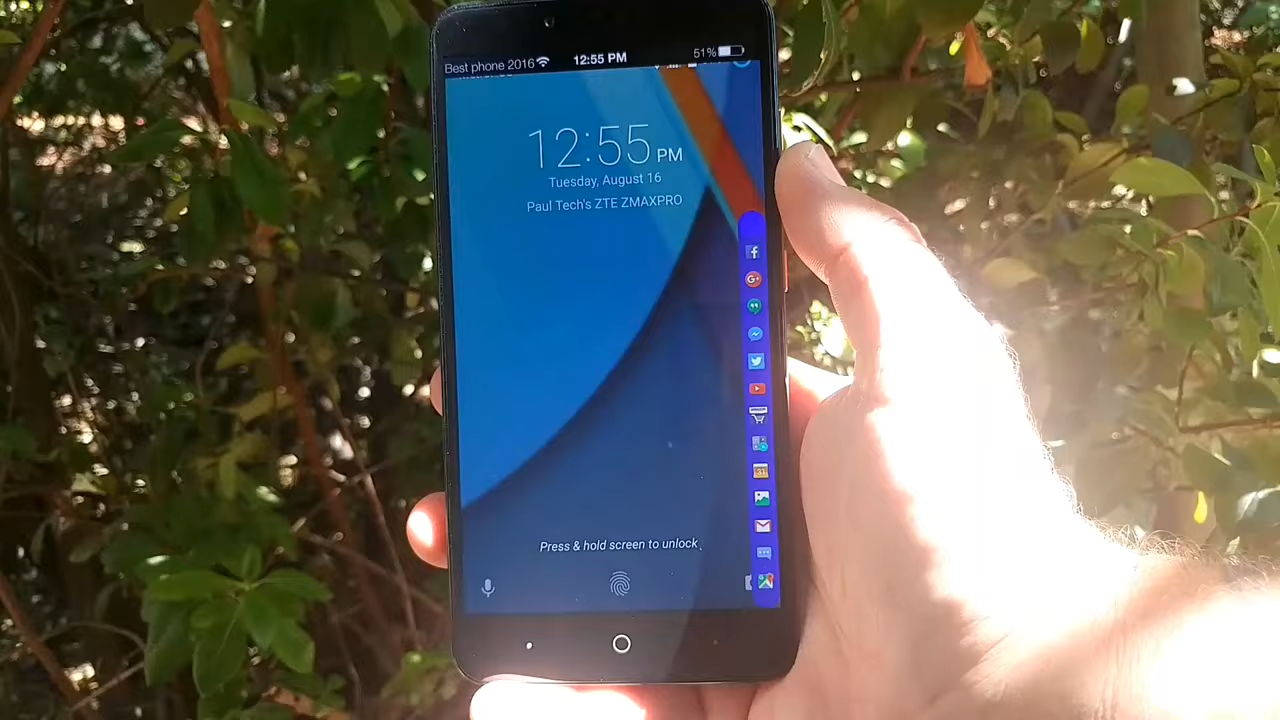 Best phone 2016 12:55 PM 51%
12:55 PM
Tuesday, August 16
Paul Tech's ZTE ZMAXPRO
Press & hold screen to unlock